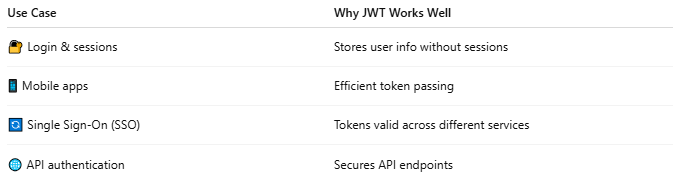 Use Case Why JWT Works Well
🔐 Login & sessions Stores user info without sessions
📱 Mobile apps Efficient token passing
🔄 Single Sign-On (SSO) Tokens valid across different services
🌐 API authentication Secures API endpoints